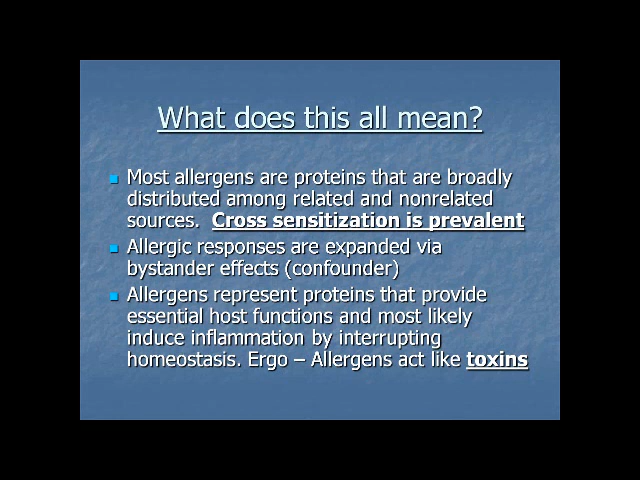 What does this all mean?
Most allergens are proteins that are broadly
distributed among related and nonrelated
sources. Cross sensitization is prevalent
Allergic responses are expanded via
bystander effects (confounder)
Allergens represent proteins that provide
essential host functions and most likely
induce inflammation by interrupting
homeostasis. Ergo – Allergens act like toxins